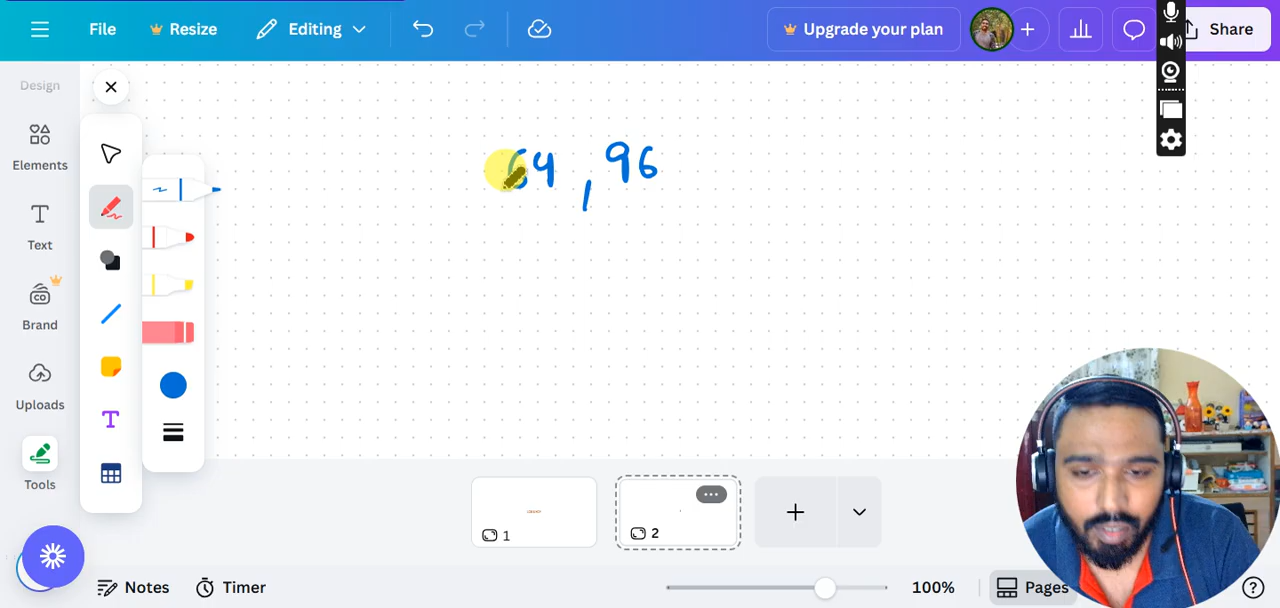 File
Resize
Editing
Upgrade your plan
Share
Design
Elements
Text
Brand
Uploads
Tools
64 , 96
1
2
Notes
Timer
100%
Pages